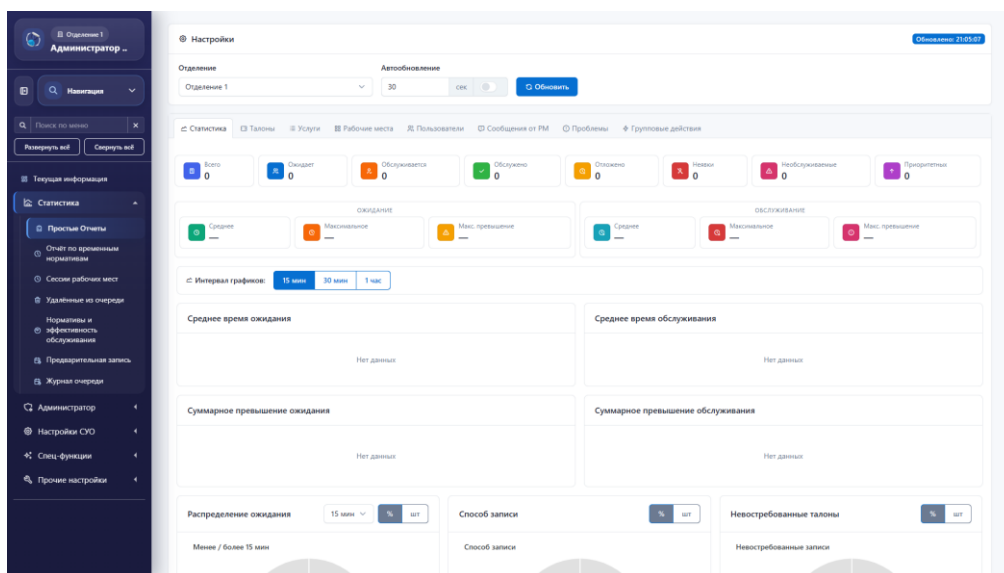 Отделение 1
Администратор ..
Навигация
Поиск по меню
Развернуть всё Свернуть всё
Текущая информация
Статистика
Простые Отчеты
Отчёт по временным
нормативам
Сессии рабочих мест
Удалённые из очереди
Нормативы и
эффективность
обслуживания
Предварительная запись
Журнал очереди
Администратор
Настройки СУО
Спец-функции
Прочие настройки
Настройки Обновлено: 21:05:07
Отделение Автообновление
Отделение 1 30 сек Обновить
Статистика Талоны Услуги Рабочие места Пользователи Сообщения от РМ Проблемы Групповые действия
Всего Ожидает Обслуживается Обслужено Отложено Неявки Необслуживаемые Приоритетных
0 0 0 0 0 0 0 0
ОЖИДАНИЕ ОБСЛУЖИВАНИЕ
Среднее Максимальное Макс. превышение Среднее Максимальное Макс. превышение
— — — — — —
Интервал графиков: 15 мин 30 мин 1 час
Среднее время ожидания Среднее время обслуживания
Нет данных Нет данных
Суммарное превышение ожидания Суммарное превышение обслуживания
Нет данных Нет данных
Распределение ожидания 15 мин % шт Способ записи % шт Невостребованные талоны % шт
Менее / более 15 мин Способ записи Невостребованные записи